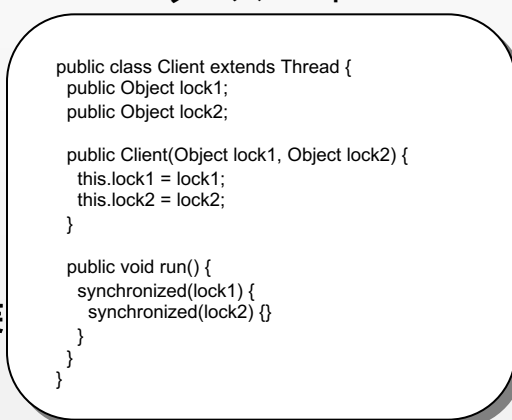 public class Client extends Thread {
public Object lock1;
public Object lock2;
public Client(Object lock1, Object lock2) {
this.lock1 = lock1;
this.lock2 = lock2;
}
public void run() {
synchronized(lock1) {
synchronized(lock2) {}
}
}
}